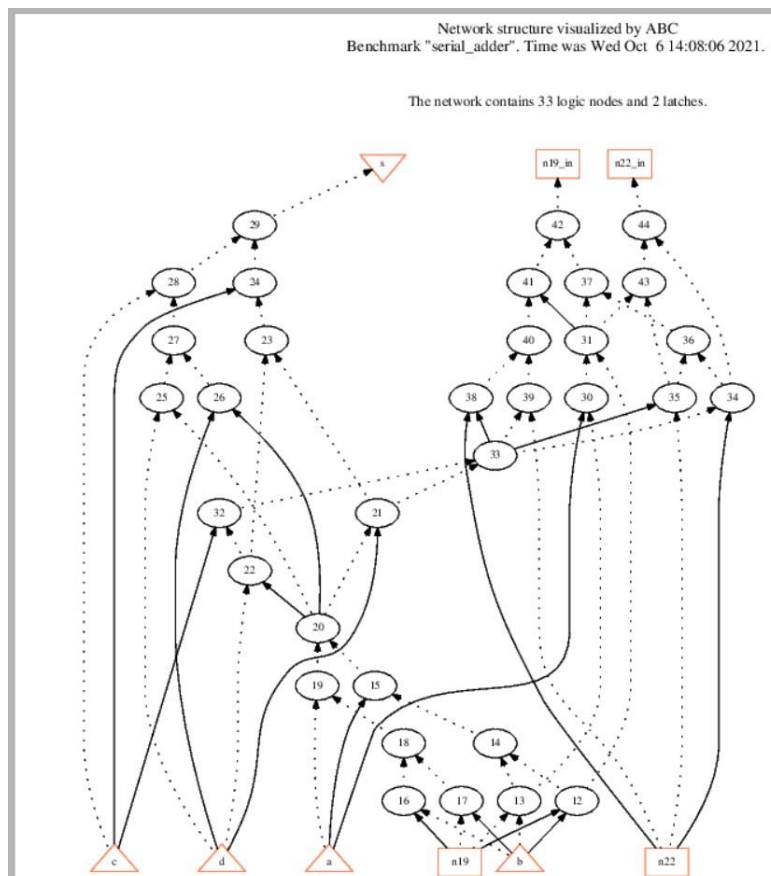 Network structure visualized by ABC
Benchmark "serial_adder". Time was Wed Oct  6 14:08:06 2021.
The network contains 33 logic nodes and 2 latches.
s n19_in n22_in
29 42 44
28 24 41 37 43
27 23 40 31 36
25 26 38 39 30 35 34
33
32 21
22
20
19 15
18 14
16 17 13 12
c d a n19 b n22